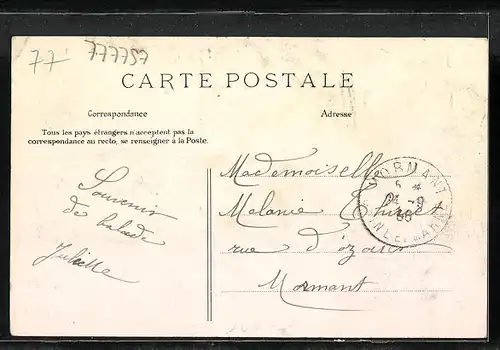 77 777757
CARTE POSTALE
Correspondance
Adresse
Tous les pays étrangers n'acceptent pas la
correspondance au recto, se renseigner à la Poste.
Souvenir
de balade
Juliette
Mademoiselle
Melanie
rue d'
Mormant
MORMANT